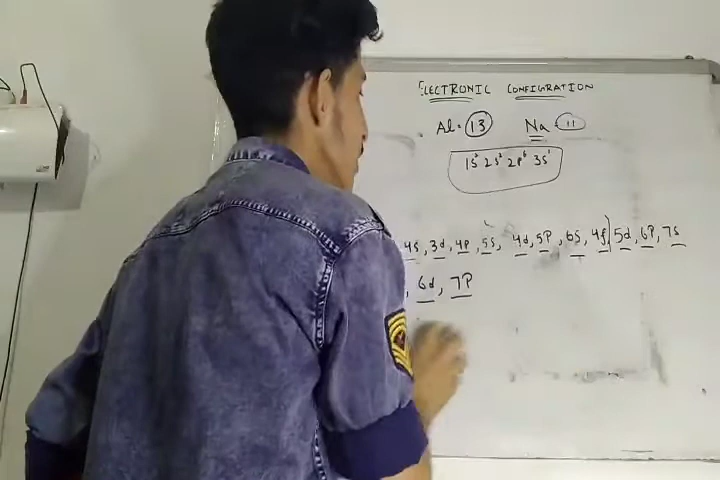 ELECTRONIC CONFIGRATION
Al = 13 Na = 11
1s² 2s² 2p⁶ 3s¹
4s, 3d, 4p, 5s, 4d, 5p, 6s, 4f, 5d, 6p, 7s
, 6d, 7p